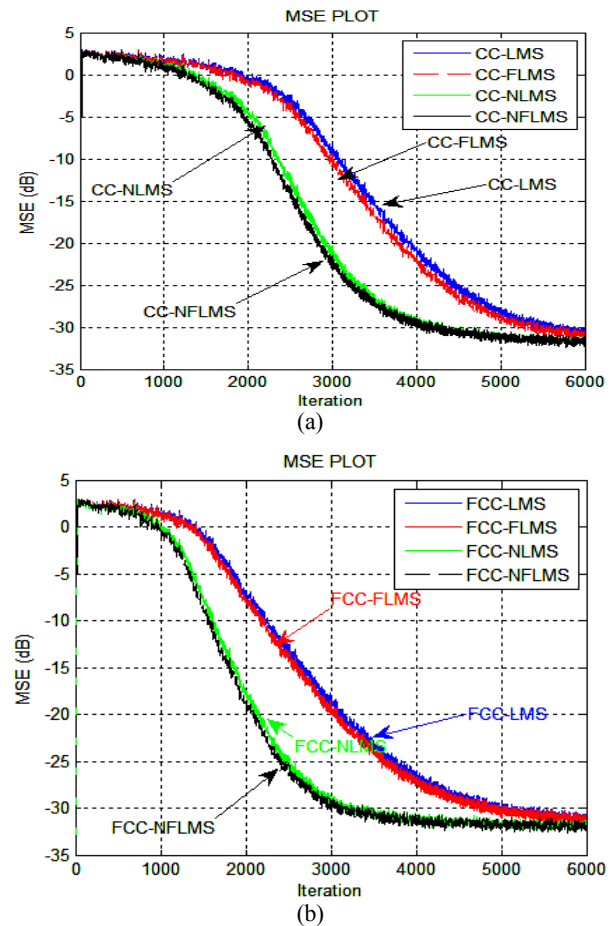 MSE PLOT
5
0
-5
-10
-15
-20
-25
-30
-35
MSE (dB)
CC-LMS
CC-FLMS
CC-NLMS
CC-NFLMS
CC-FLMS
CC-LMS
CC-NLMS
CC-NFLMS
0 1000 2000 3000 4000 5000 6000
Iteration
(a)
MSE PLOT
5
0
-5
-10
-15
-20
-25
-30
-35
MSE (dB)
FCC-LMS
FCC-FLMS
FCC-NLMS
FCC-NFLMS
FCC-FLMS
FCC-LMS
FCC-NLMS
FCC-NFLMS
0 1000 2000 3000 4000 5000 6000
Iteration
(b)